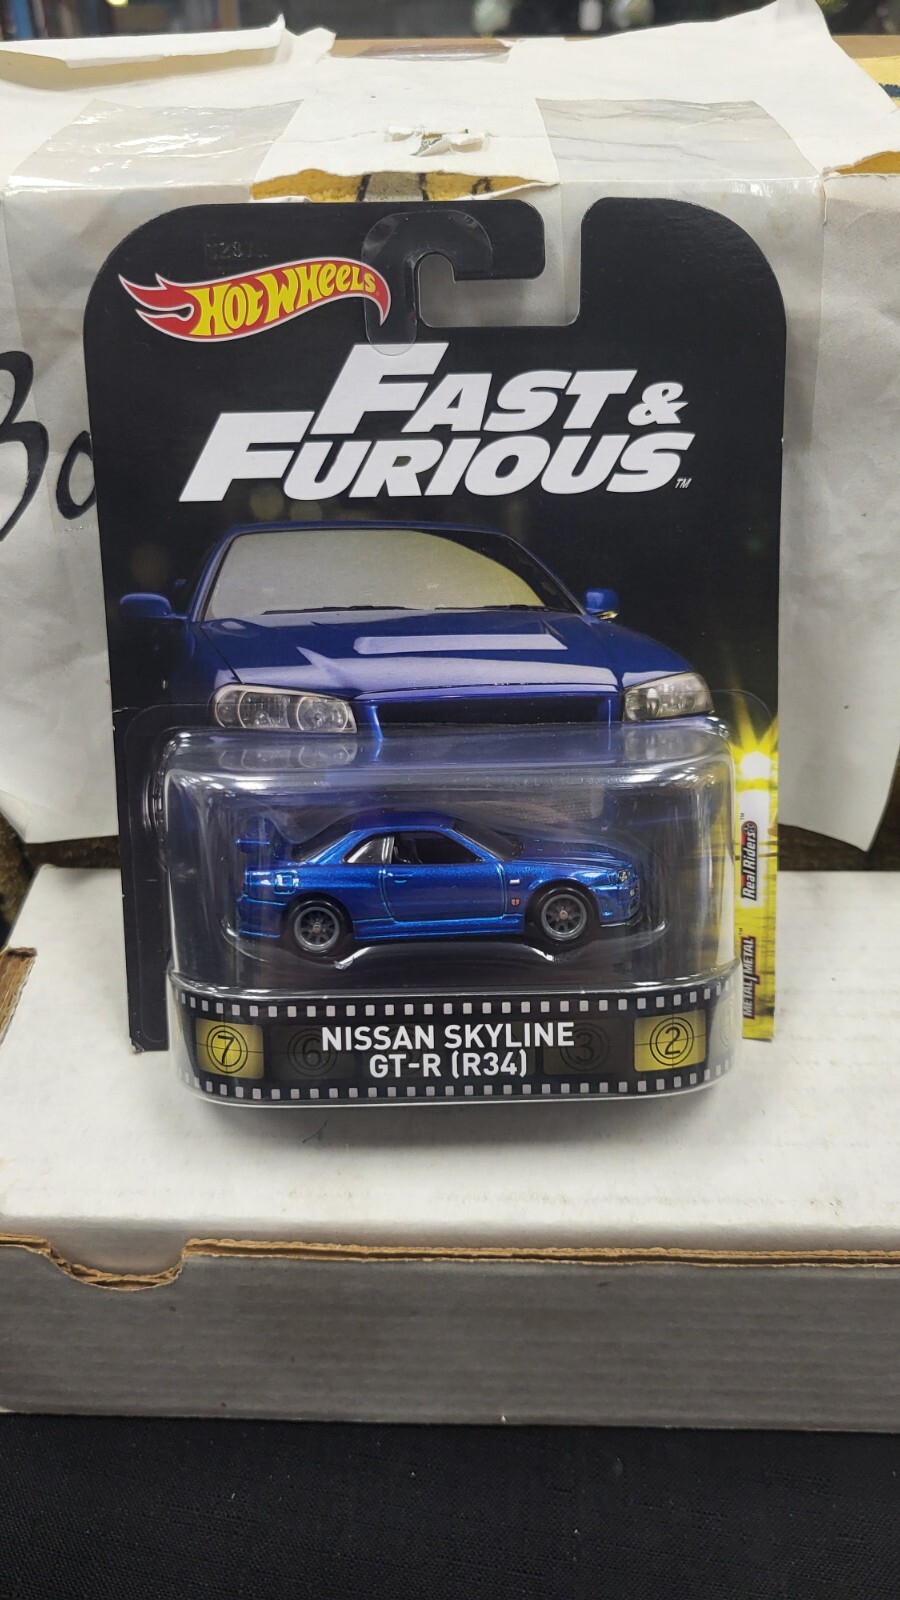 HOT WHEELS
FAST &
FURIOUS
TM
Real Riders
METAL/METAL
NISSAN SKYLINE
GT-R (R34)
7
6
3
2